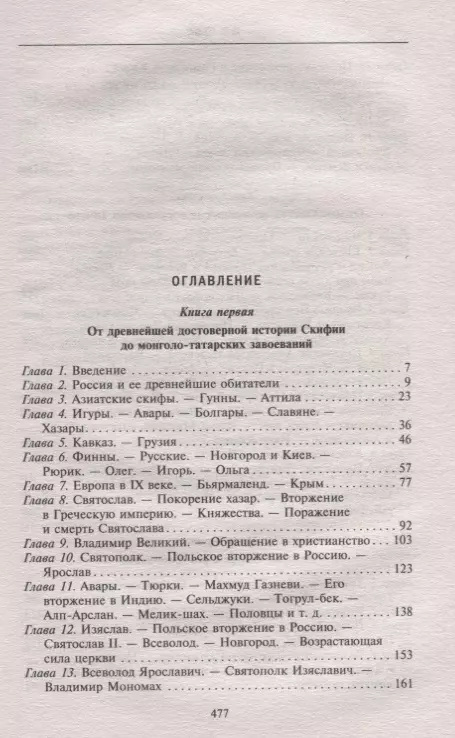 ОГЛАВЛЕНИЕ
Книга первая
От древнейшей достоверной истории Скифии
до монголо-татарских завоеваний
Глава 1. Введение . . . . . . . . . . 7
Глава 2. Россия и ее древнейшие обитатели . . . . . . . . . . 9
Глава 3. Азиатские скифы. — Гунны. — Аттила . . . . . . . . . . 23
Глава 4. Игуры. — Авары. — Болгары. — Славяне. —
Хазары. . . . . . . . . . . 36
Глава 5. Кавказ. — Грузия . . . . . . . . . . 46
Глава 6. Финны. — Русские. — Новгород и Киев. —
Рюрик. — Олег. — Игорь. — Ольга . . . . . . . . . . 57
Глава 7. Европа в IX веке. — Бьярмаленд. — Крым . . . . . . . . . . 77
Глава 8. Святослав. — Покорение хазар. — Вторжение
в Греческую империю. — Княжества. — Поражение
и смерть Святослава . . . . . . . . . . 92
Глава 9. Владимир Великий. — Обращение в христианство . . . 103
Глава 10. Святополк. — Польское вторжение в Россию. —
Ярослав . . . . . . . . . . 123
Глава 11. Авары. — Тюрки. — Махмуд Газневи. — Его
вторжение в Индию. — Сельджуки. — Тогрул-бек. —
Алп-Арслан. — Мелик-шах. — Половцы и т. д. . . . . . . . . . . 138
Глава 12. Изяслав. — Польское вторжение в Россию. —
Святослав II. — Всеволод. — Новгород. — Возрастающая
сила церкви . . . . . . . . . . 153
Глава 13. Всеволод Ярославич. — Святополк Изяславич. —
Владимир Мономах . . . . . . . . . . 161
477